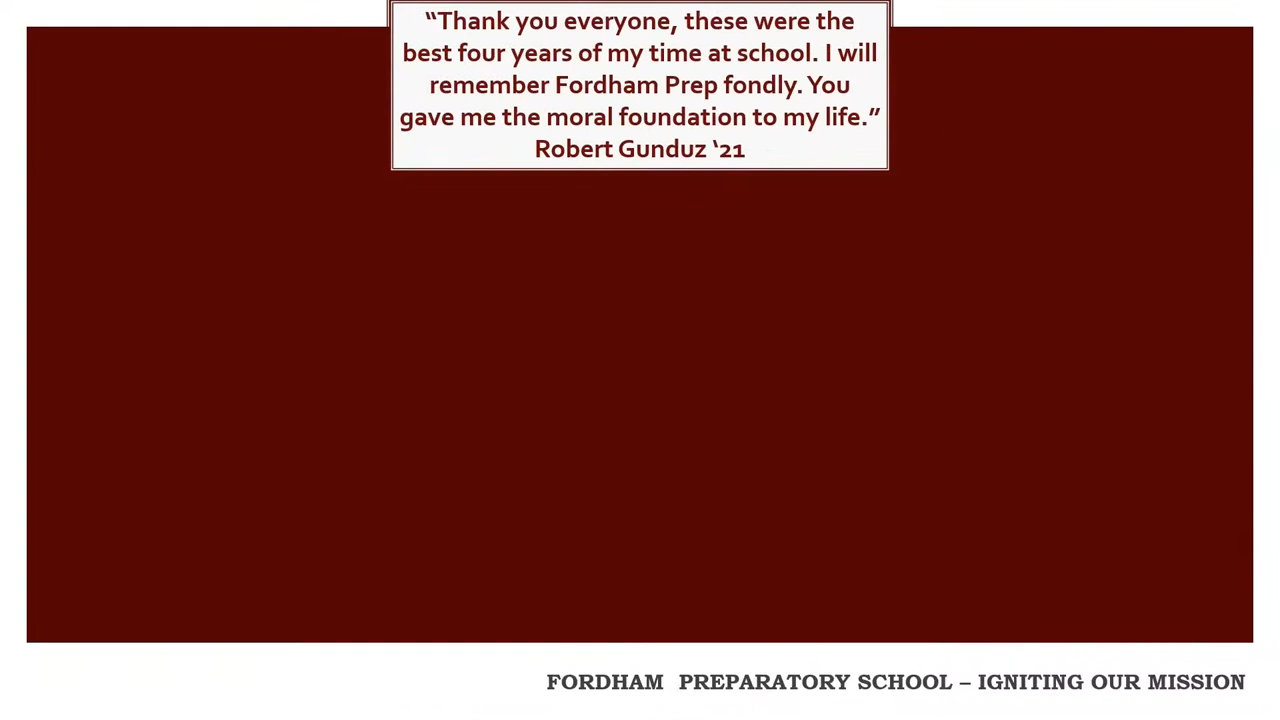 “Thank you everyone, these were the
best four years of my time at school. I will
remember Fordham Prep fondly. You
gave me the moral foundation to my life.”
Robert Gunduz ‘21
FORDHAM  PREPARATORY SCHOOL – IGNITING OUR MISSION